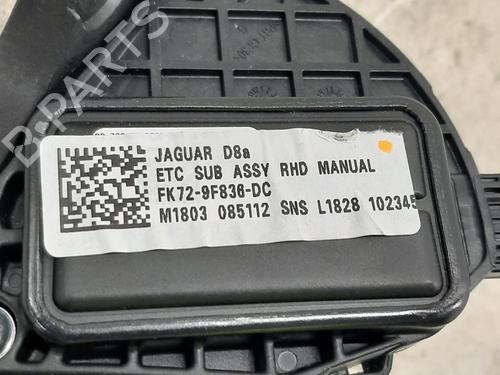 B-PARTS
JAGUAR D8a
ETC SUB ASSY RHD MANUAL
FK72-9F836-DC
M1803 085112 SNS L1828 102345